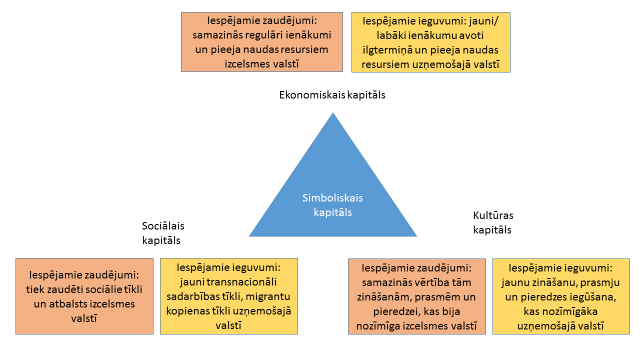 Iespējamie zaudējumi:
samazinās regulāri ienākumi
un pieeja naudas resursiem
izcelsmes valstī
Iespējamie ieguvumi: jauni/
labāki ienākumu avoti
ilgtermiņā un pieeja naudas
resursiem uzņemošajā valstī
Ekonomiskais kapitāls
Simboliskais
kapitāls
Sociālais
kapitāls
Kultūras
kapitāls
Iespējamie zaudējumi:
tiek zaudēti sociālie tīkli
un atbalsts izcelsmes
valstī
Iespējamie ieguvumi:
jauni transnacionāli
sadarbības tīkli, migrantu
kopienas tīkli uzņemošajā
valstī
Iespējamie zaudējumi:
samazinās vērtība tām
zināšanām, prasmēm un
pieredzei, kas bija
nozīmīga izcelsmes valstī
Iespējamie ieguvumi:
jaunu zināšanu, prasmju
un pieredzes iegūšana,
kas nozīmīgāka
uzņemošajā valstī